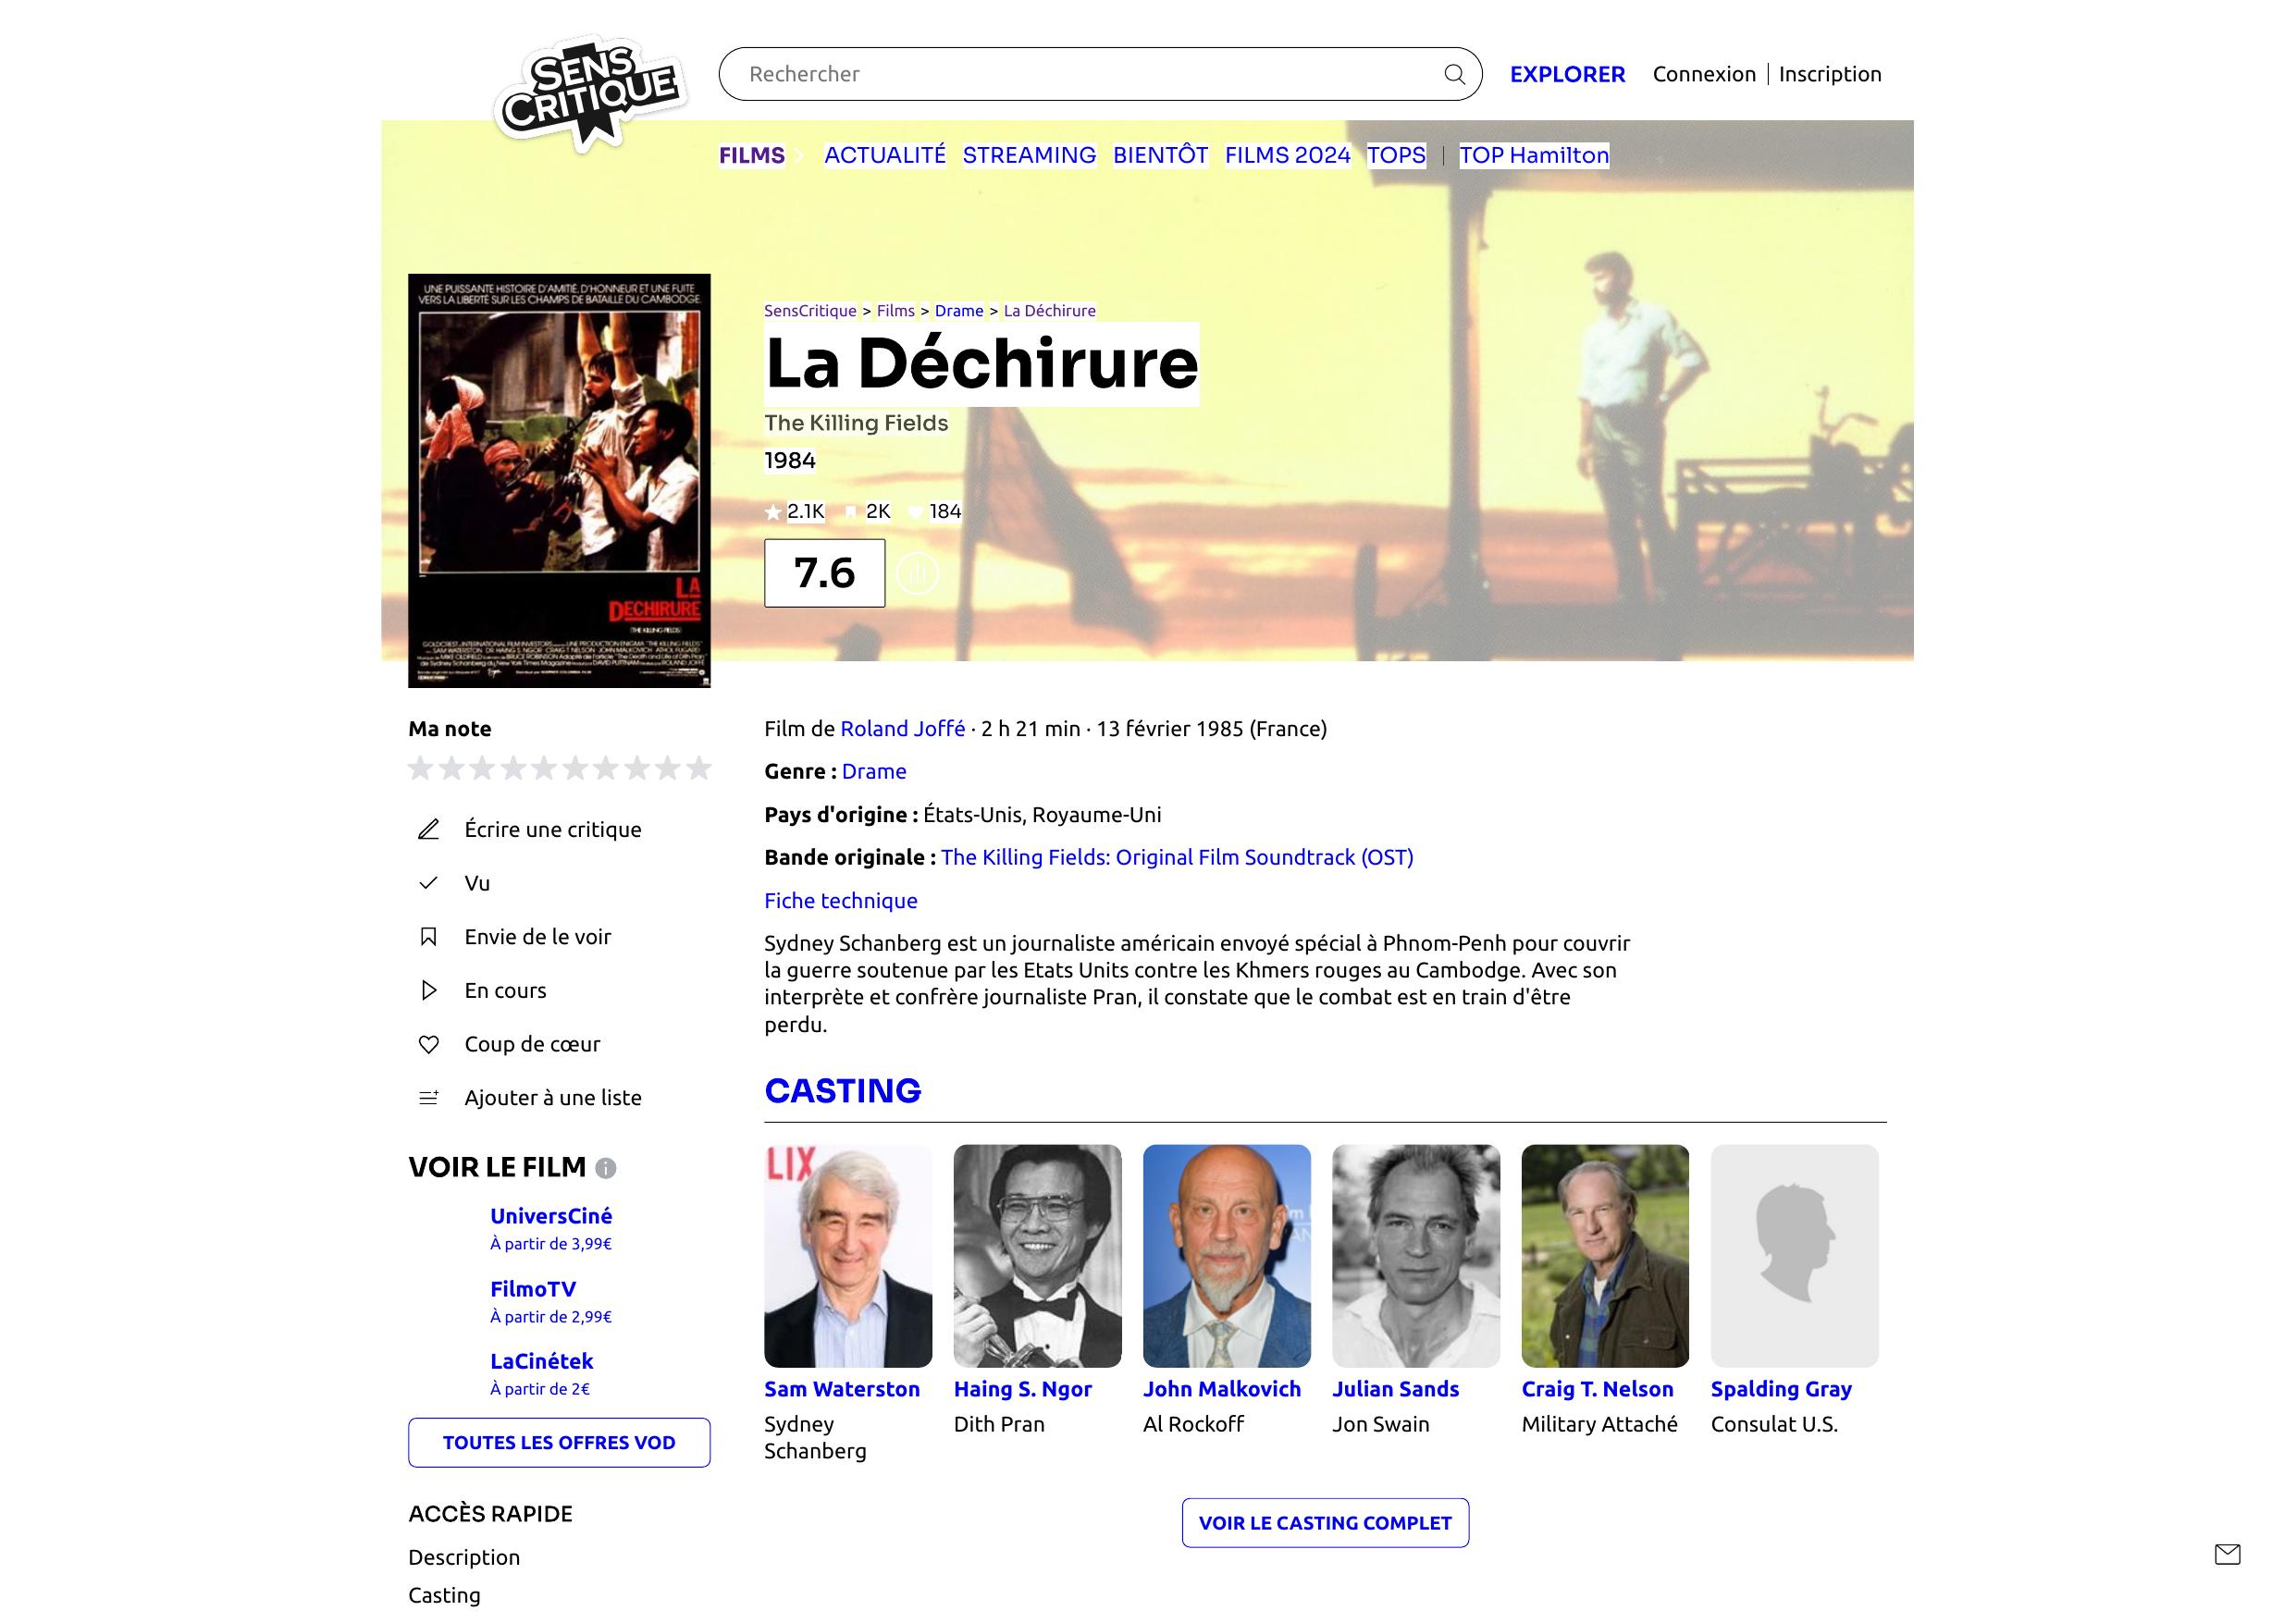 SENS
CRITIQUE
Rechercher
EXPLORER
Connexion | Inscription
FILMS
ACTUALITÉ
STREAMING
BIENTÔT
FILMS 2024
TOPS
|
TOP Hamilton
UNE PUISSANTE HISTOIRE D'AMITIÉ, D'HONNEUR ET UNE FUITE
VERS LA LIBERTÉ SUR LES CHAMPS DE BATAILLE DU CAMBODGE.
LA
DECHIRURE
(THE KILLING FIELDS)
SensCritique > Films > Drame > La Déchirure
La Déchirure
The Killing Fields
1984
2.1K
2K
184
7.6
Ma note
Écrire une critique
Vu
Envie de le voir
En cours
Coup de cœur
Ajouter à une liste
VOIR LE FILM
UniversCiné
À partir de 3,99€
FilmoTV
À partir de 2,99€
LaCinétek
À partir de 2€
TOUTES LES OFFRES VOD
ACCÈS RAPIDE
Description
Casting
Film de Roland Joffé · 2 h 21 min · 13 février 1985 (France)
Genre : Drame
Pays d'origine : États-Unis, Royaume-Uni
Bande originale : The Killing Fields: Original Film Soundtrack (OST)
Fiche technique
Sydney Schanberg est un journaliste américain envoyé spécial à Phnom-Penh pour couvrir
la guerre soutenue par les Etats Units contre les Khmers rouges au Cambodge. Avec son
interprète et confrère journaliste Pran, il constate que le combat est en train d'être
perdu.
CASTING
LIX
Sam Waterston
Sydney
Schanberg
Haing S. Ngor
Dith Pran
John Malkovich
Al Rockoff
Julian Sands
Jon Swain
Craig T. Nelson
Military Attaché
Spalding Gray
Consulat U.S.
VOIR LE CASTING COMPLET